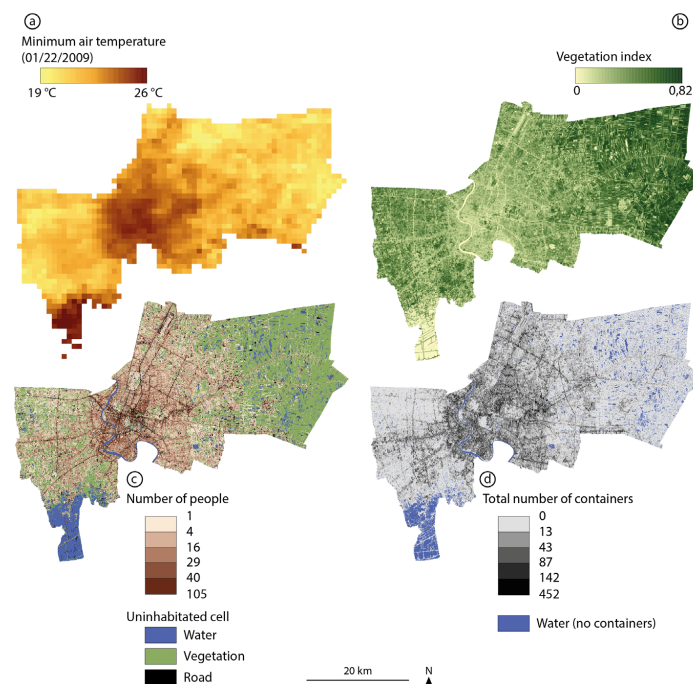 a
Minimum air temperature
(01/22/2009)
19 °C 26 °C
b
Vegetation index
0 0,82
c
Number of people
1
4
16
29
40
105
Uninhabitated cell
Water
Vegetation
Road
d
Total number of containers
0
13
43
87
142
452
Water (no containers)
20 km
N